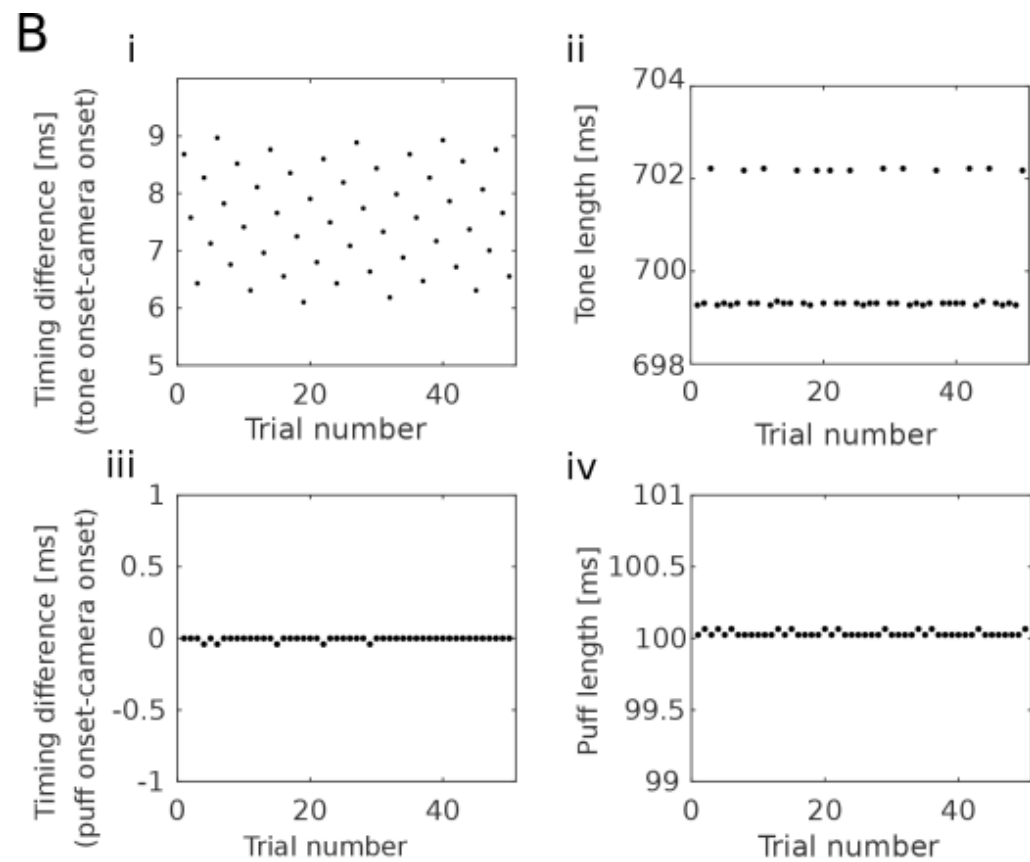 B
i
Timing difference [ms]
(tone onset-camera onset)
9
8
7
6
5
0
20
40
Trial number
ii
Tone length [ms]
704
702
700
698
0
20
40
Trial number
iii
Timing difference [ms]
(puff onset-camera onset)
1
0.5
0
-0.5
-1
0
20
40
Trial number
iv
Puff length [ms]
101
100.5
100
99.5
99
0
20
40
Trial number